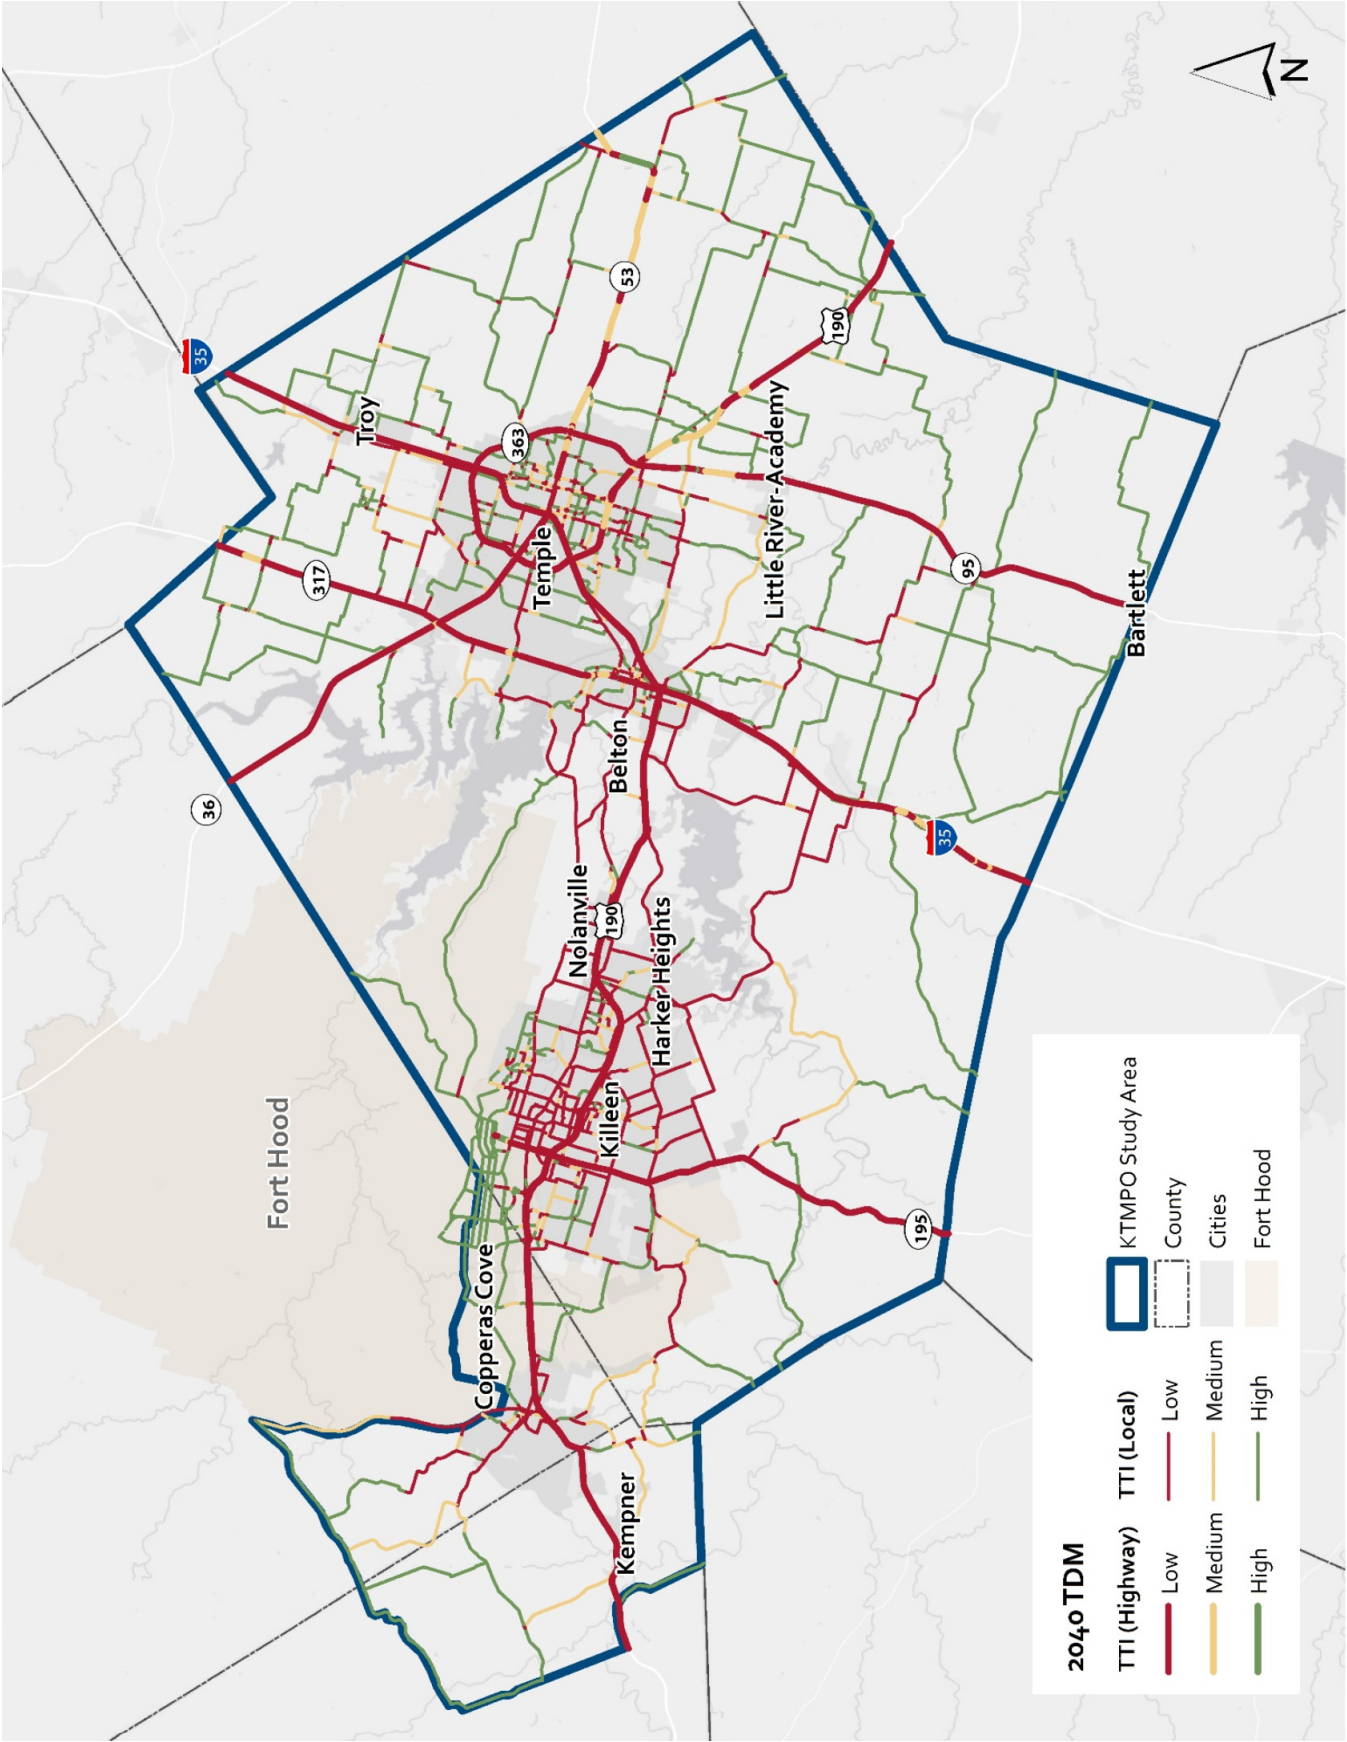 36
35
317
Troy
363
53
Temple
Belton
190
Little River-Academy
95
Bartlett
35
Nolanville
190
Harker Heights
Killeen
195
Fort Hood
Copperas Cove
Kempner
N
2040 TDM
TTI (Highway)
Low
Medium
High
TTI (Local)
Low
Medium
High
KTMPO Study Area
County
Cities
Fort Hood